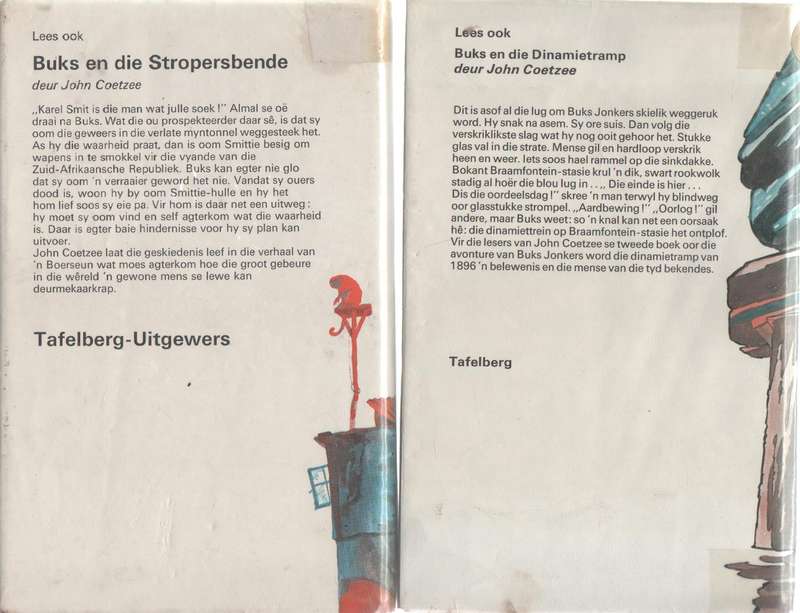 Lees ook
Buks en die Stropersbende
deur John Coetzee
„Karel Smit is die man wat julle soek!” Almal se oë
draai na Buks. Wat die ou prospekteerder daar sê, is dat sy
oom die geweers in die verlate myntonnel weggesteek het.
As hy die waarheid praat, dan is oom Smittie besig om
wapens in te smokkel vir die vyande van die
Zuid-Afrikaansche Republiek. Buks kan egter nie glo
dat sy oom 'n verraaier geword het nie. Vandat sy ouers
dood is, woon hy by oom Smittie-hulle en hy het
hom lief soos sy eie pa. Vir hom is daar net een uitweg:
hy moet sy oom vind en self agterkom wat die waarheid
is. Daar is egter baie hindernisse voor hy sy plan kan
uitvoer.
John Coetzee laat die geskiedenis leef in die verhaal van
'n Boerseun wat moes agterkom hoe die groot gebeure
in die wêreld 'n gewone mens se lewe kan
deurmekaarkrap.
Tafelberg-Uitgewers
Lees ook
Buks en die Dinamietramp
deur John Coetzee
Dit is asof al die lug om Buks Jonkers skielik weggeruk
word. Hy snak na asem. Sy ore suis. Dan volg die
verskriklikste slag wat hy nog ooit gehoor het. Stukke
glas val in die strate. Mense gil en hardloop verskrik
heen en weer. Iets soos hael rammel op die sinkdakke.
Bokant Braamfontein-stasie krul 'n dik, swart rookwolk
stadig al hoër die blou lug in . . „ Die einde is hier . . .
Dis die oordeelsdag!” skree 'n man terwyl hy blindweg
oor glasstukke strompel. „Aardbewing!” „Oorlog!” gil
andere, maar Buks weet: so 'n knal kan net een oorsaak
hê: die dinamiettrein op Braamfontein-stasie het ontplof.
Vir die lesers van John Coetzee se tweede boek oor die
avonture van Buks Jonkers word die dinamietramp van
1896 'n belewenis en die mense van die tyd bekendes.
Tafelberg